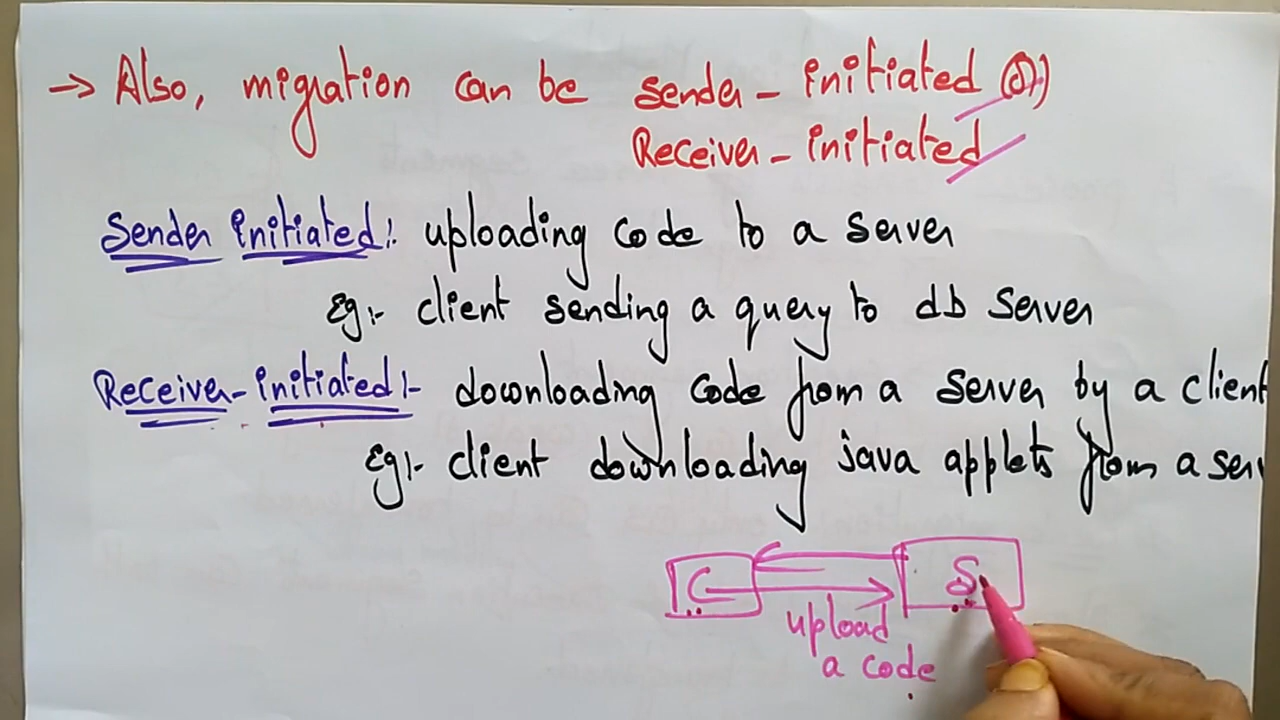 → Also, migration can be sender - initiated (or)
Receiver - initiated
Sender initiated:- uploading code to a server
Eg:- client sending a query to db server
Receiver - initiated :- downloading code from a server by a client
Eg:- client downloading java applets from a ser
C
S
upload
a code